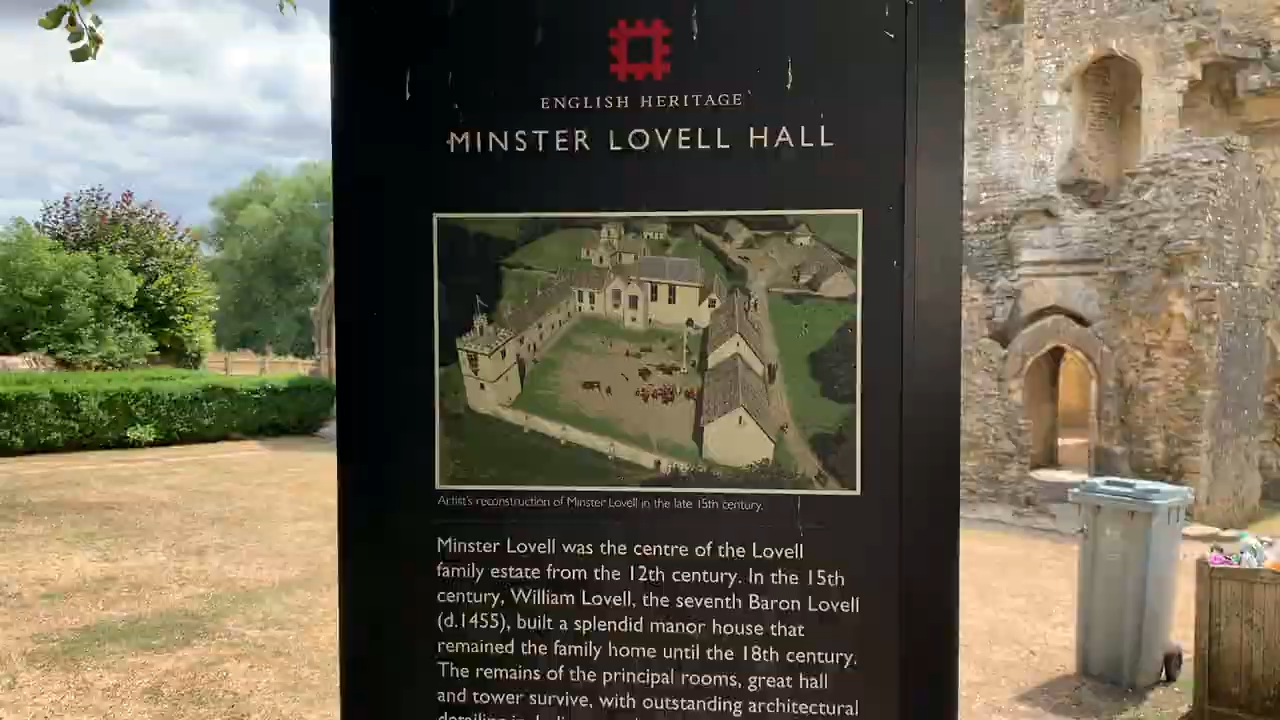 ENGLISH HERITAGE
MINSTER LOVELL HALL
Artist's reconstruction of Minster Lovell in the late 15th century.
Minster Lovell was the centre of the Lovell
family estate from the 12th century. In the 15th
century, William Lovell, the seventh Baron Lovell
(d.1455), built a splendid manor house that
remained the family home until the 18th century.
The remains of the principal rooms, great hall
and tower survive, with outstanding architectural